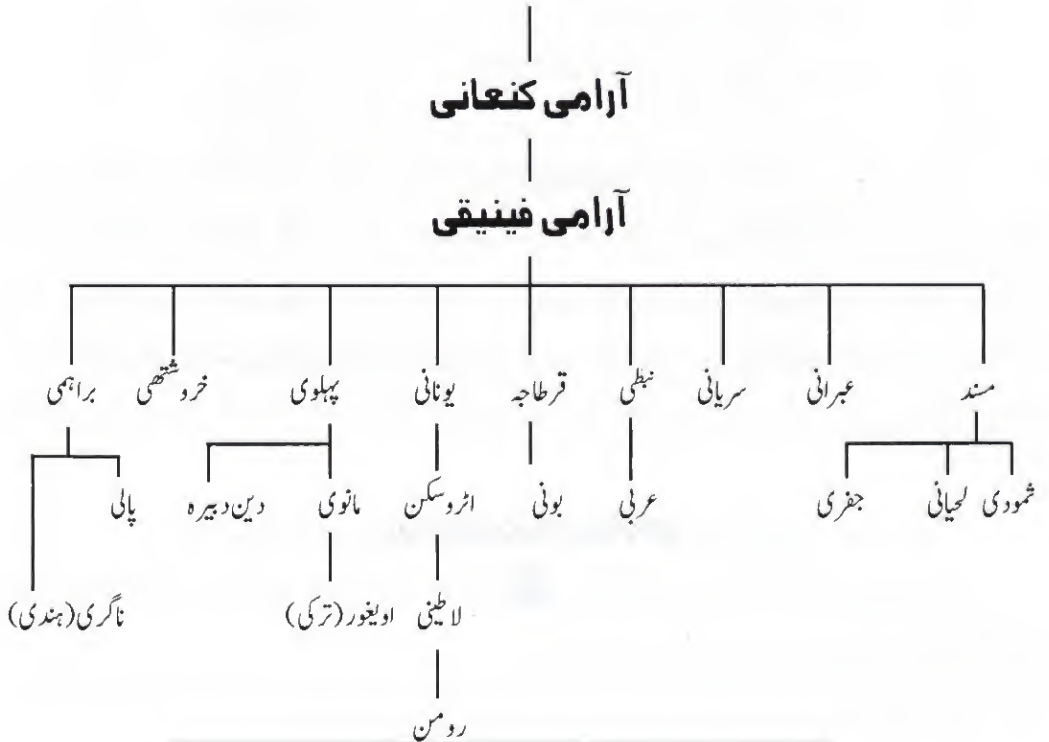 آرامی کنعانی
آرامی فینیقی
مسند عبرانی سریانی نبطی قرطاجہ یونانی پہلوی خروشتھی براہمی
ثمودی لحیانی جفری عربی بونی اٹروسکن مانوی دین دبیرہ پالی
لاطینی اویغور (ترکی) ناگری (ہندی)
رومن